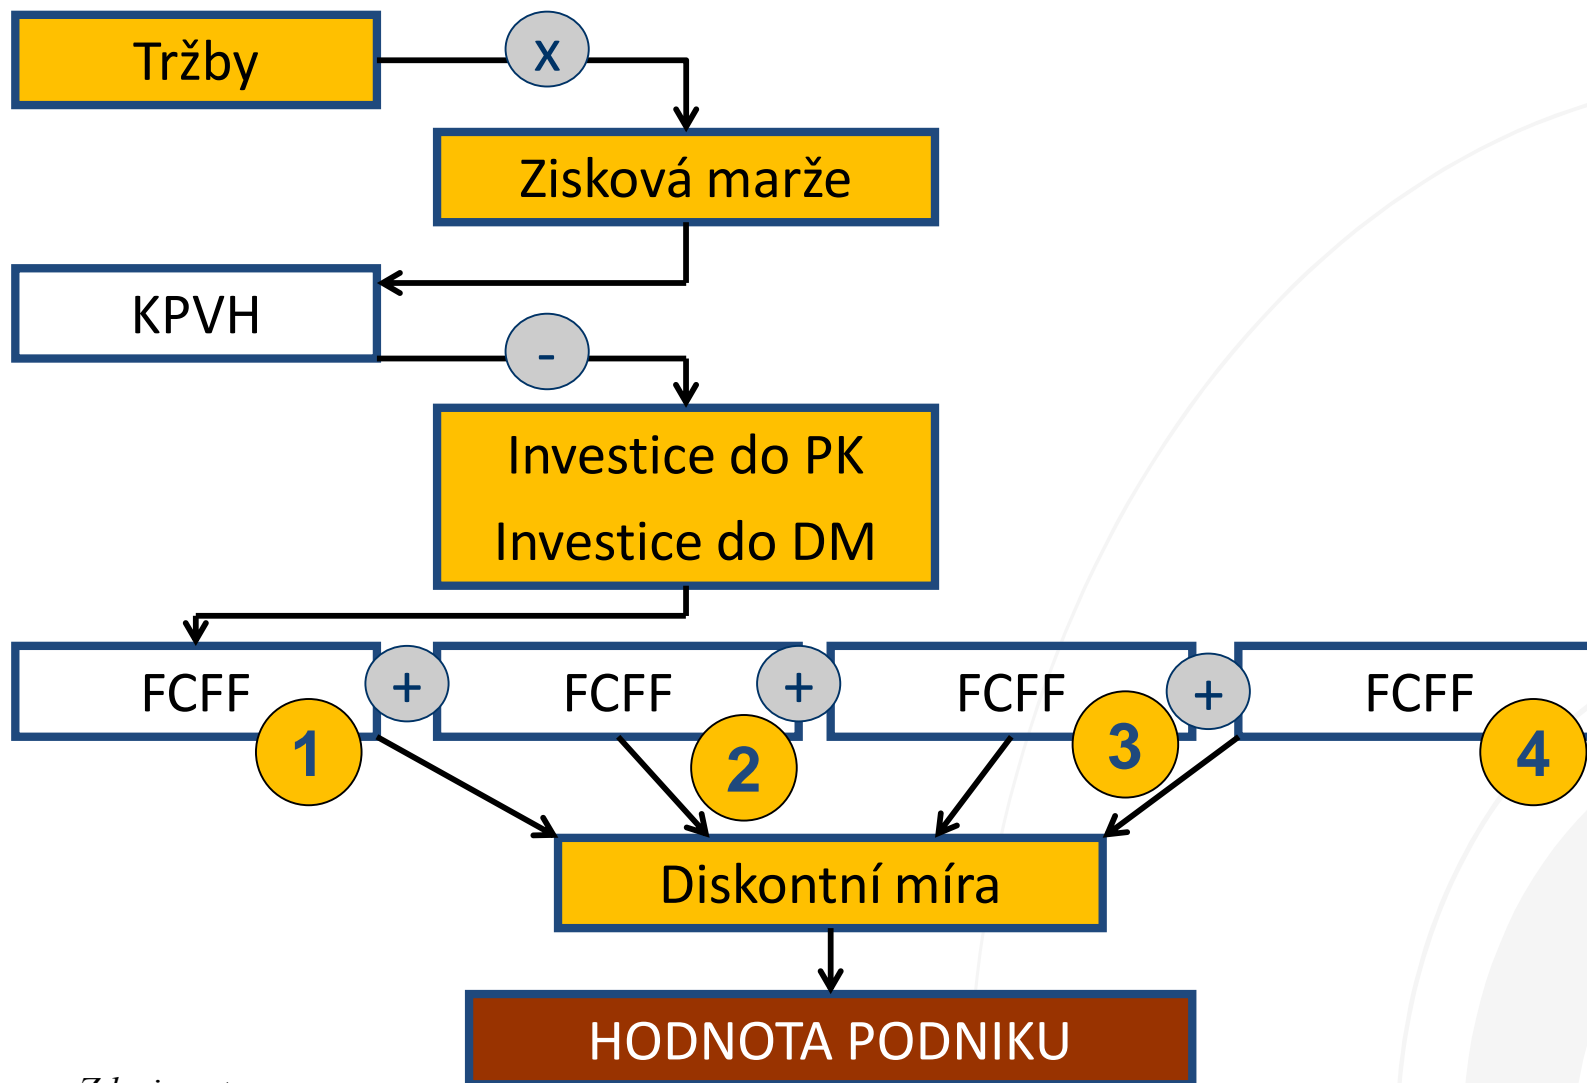 Tržby
x
Zisková marže
KPVH
-
Investice do PK
Investice do DM
FCFF + FCFF + FCFF + FCFF
1 2 3 4
Diskontní míra
HODNOTA PODNIKU